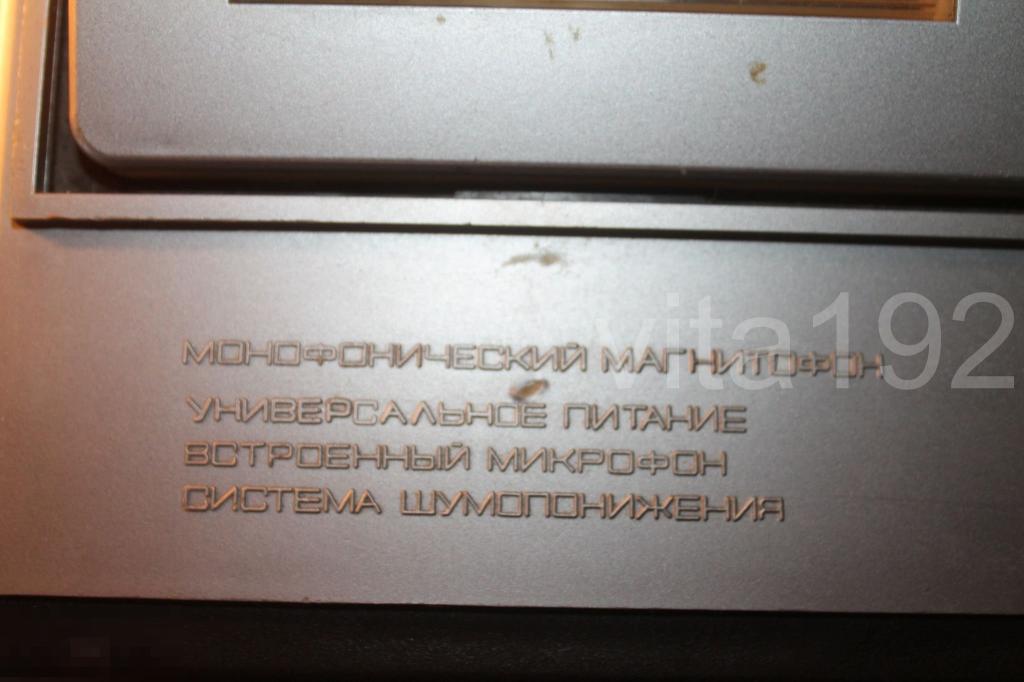 vita192
МОНОФОНИЧЕСКИЙ МАГНИТОФОН
УНИВЕРСАЛЬНОЕ ПИТАНИЕ
ВСТРОЕННЫЙ МИКРОФОН
СИСТЕМА ШУМОПОНИЖЕНИЯ